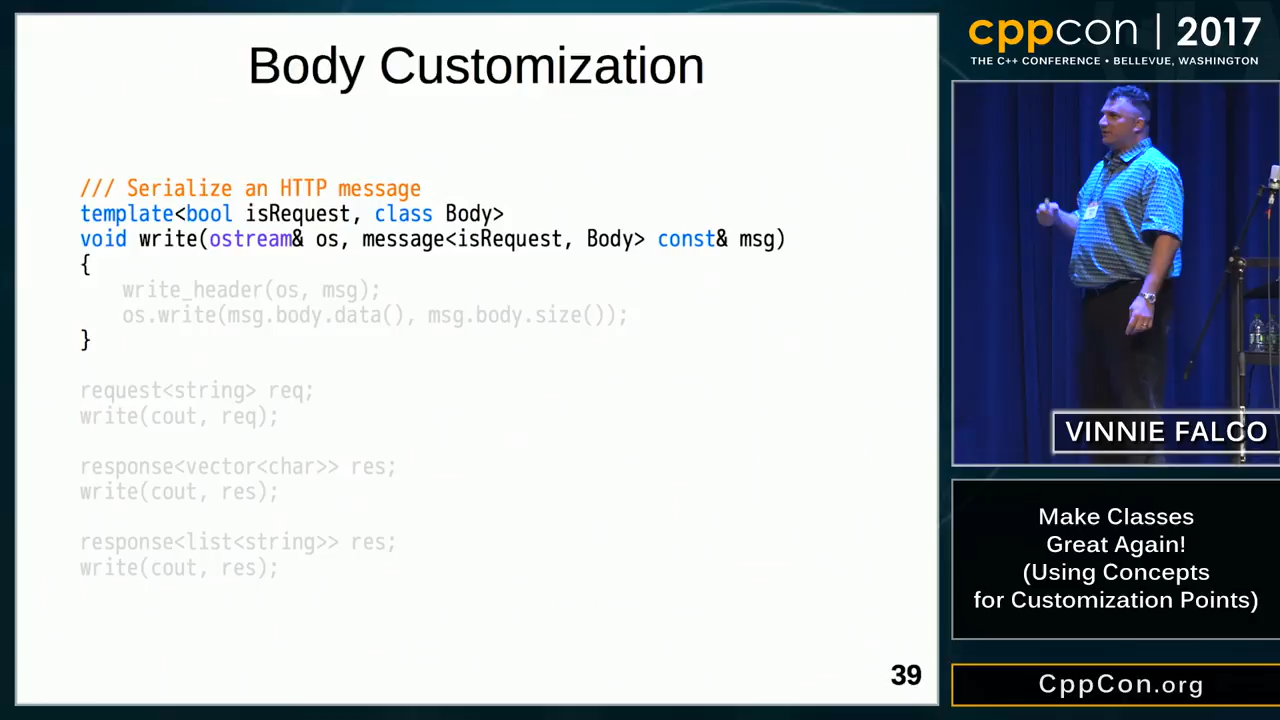 Body Customization
/// Serialize an HTTP message
template<bool isRequest, class Body>
void write(ostream& os, message<isRequest, Body> const& msg)
{
write_header(os, msg);
os.write(msg.body.data(), msg.body.size());
}
request<string> req;
write(cout, req);
response<vector<char>> res;
write(cout, res);
response<list<string>> res;
write(cout, res);
39
cppcon | 2017
THE C++ CONFERENCE • BELLEVUE, WASHINGTON
VINNIE FALCO
Make Classes
Great Again!
(Using Concepts
for Customization Points)
CppCon.org